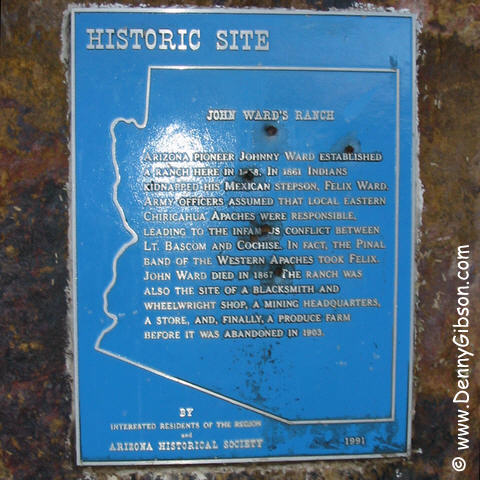 HISTORIC SITE
JOHN WARD'S RANCH
ARIZONA PIONEER JOHNNY WARD ESTABLISHED
A RANCH HERE IN IN 1861 INDIANS
KIDNAPPED HIS MEXICAN STEPSON, FELIX WARD.
ARMY OFFICERS ASSUMED THAT LOCAL EASTERN
CHIRICAHUA APACHES WERE RESPONSIBLE,
LEADING TO THE INFAMOUS CONFLICT BETWEEN
LT. BASCOM AND COCHISE. IN FACT, THE PINAL
BAND OF THE WESTERN APACHES TOOK FELIX.
JOHN WARD DIED IN 1867. THE RANCH WAS
ALSO THE SITE OF A BLACKSMITH AND
WHEELWRIGHT SHOP, A MINING HEADQUARTERS,
A STORE, AND, FINALLY, A PRODUCE FARM
BEFORE IT WAS ABANDONED IN 1903.
BY
INTERESTED RESIDENTS OF THE REGION
and
ARIZONA HISTORICAL SOCIETY
1991
© www.DennyGibson.com